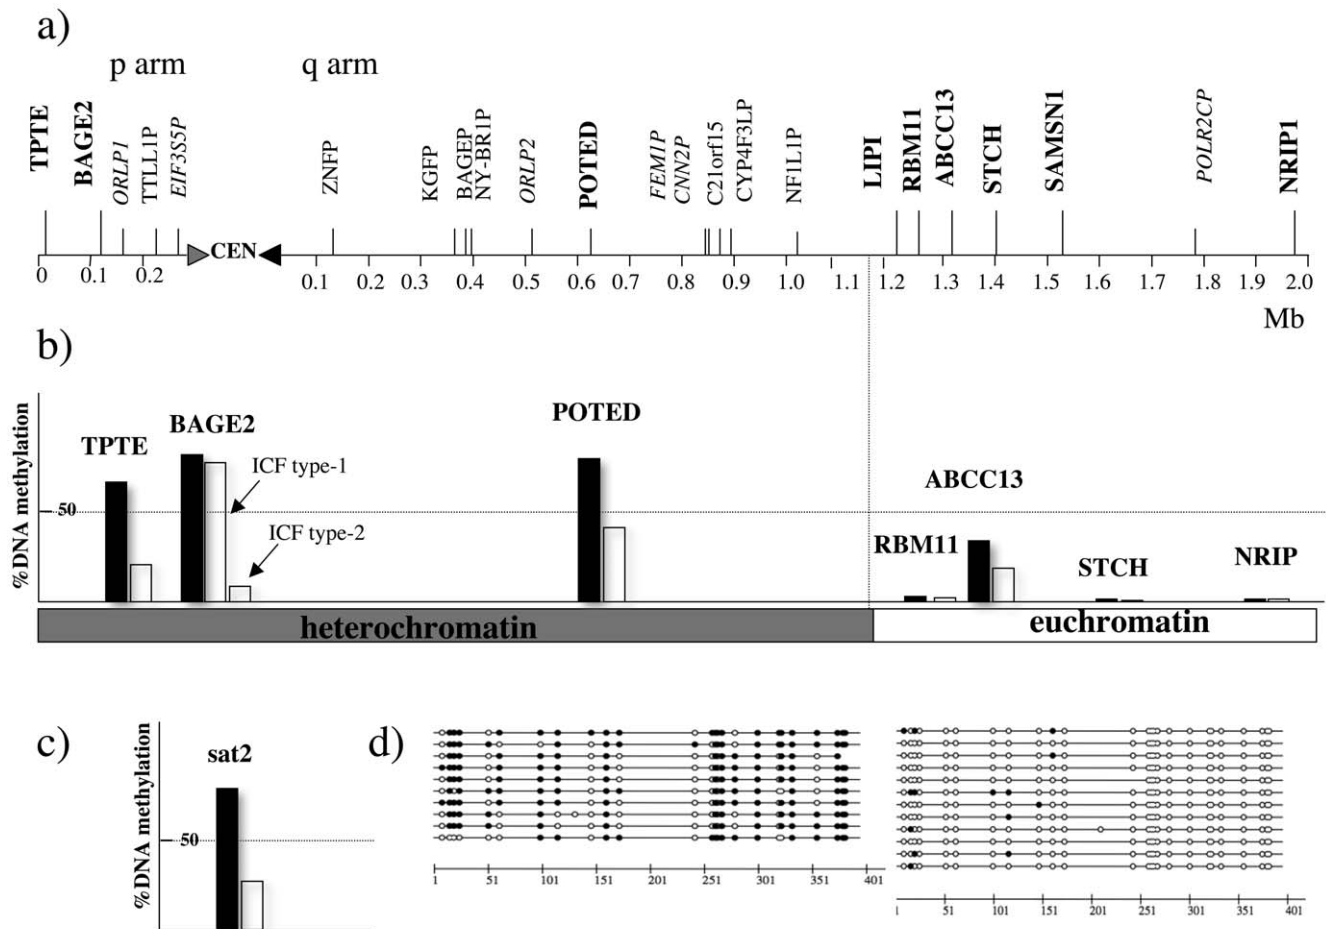 a)
p arm
q arm
TPTE
BAGE2
ORLP1
TTLL1P
EIF3S5P
ZNFP
KGFP
BAGEP
NY-BR1P
ORLP2
POTED
FEM1P
CNN2P
C21orf15
CYP4F3LP
NF1L1P
LIPI
RBM11
ABCC13
STCH
SAMSN1
POLR2CP
NRIP1
CEN
0 0.1 0.2 0.1 0.2 0.3 0.4 0.5 0.6 0.7 0.8 0.9 1.0 1.1 1.2 1.3 1.4 1.5 1.6 1.7 1.8 1.9 2.0
Mb
b)
%DNA methylation
50
TPTE
BAGE2
ICF type-1
ICF type-2
POTED
ABCC13
RBM11
STCH
NRIP
heterochromatin
euchromatin
c)
%DNA methylation
sat2
50
d)
1 51 101 151 201 251 301 351 401
1 51 101 151 201 251 301 351 401